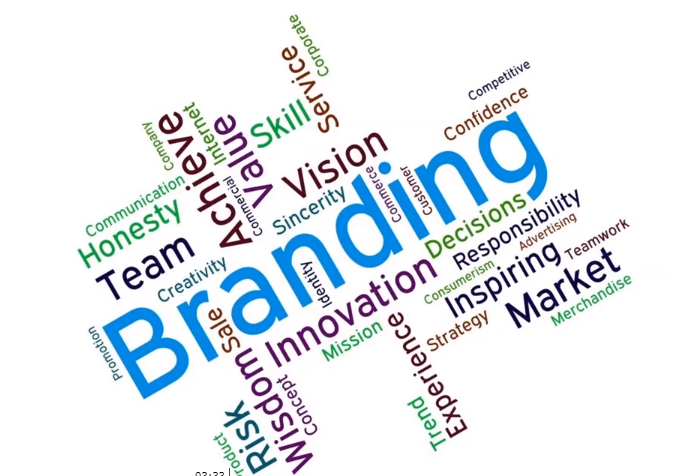 Corporate
Service
Competitive
Confidence
Skill
Internet
Company
Achieve
Value
Vision
Commercial
Communication
Honesty
Sincerity
Commerce
Customer
Branding
Team
Creativity
Identity
Decisions
Responsibility
Advertising
Teamwork
Consumerism
Inspiring
Market
Merchandise
Innovation
Sale
Promotion
Mission
Strategy
Experience
Trend
Wisdom
Concept
Risk
roduct
03:33